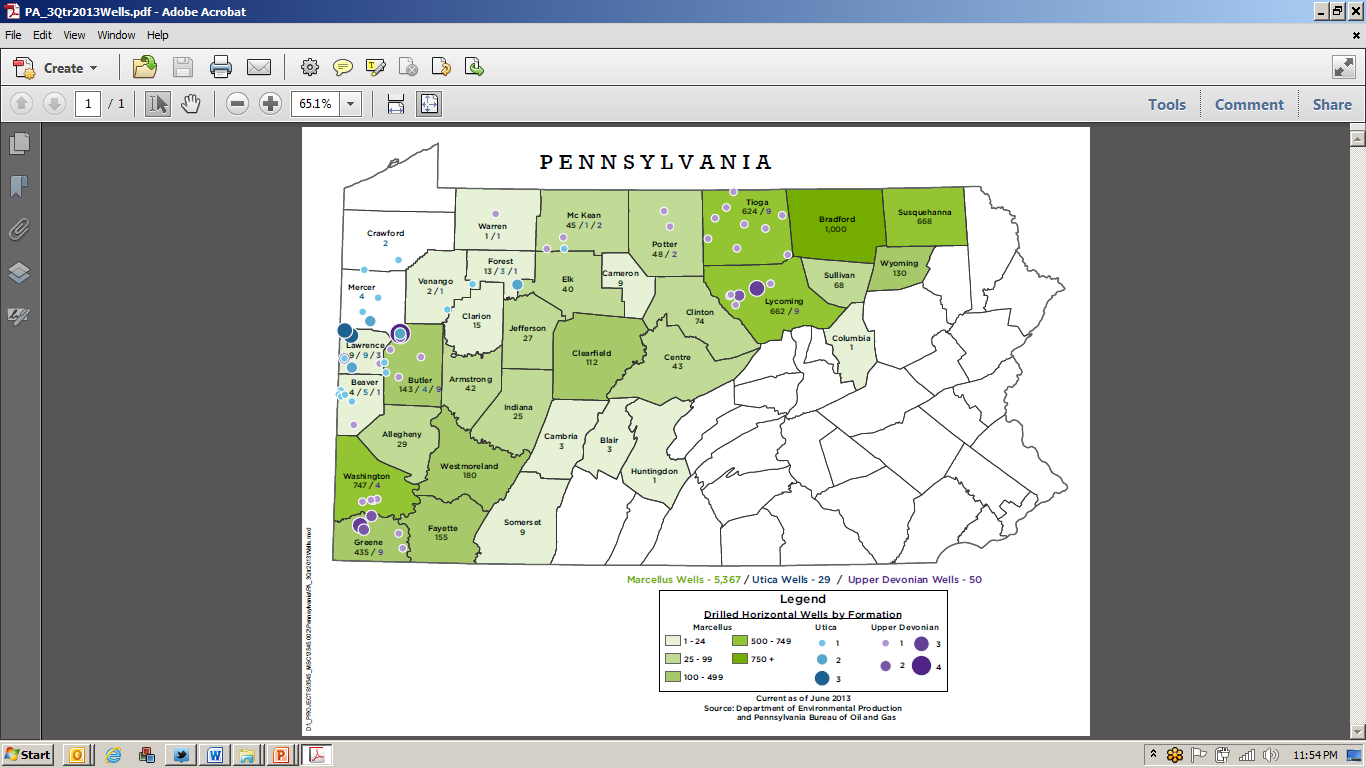 PA_3Qtr2013Wells.pdf - Adobe Acrobat
File Edit View Window Help
Create
1 / 1 65.1% Tools Comment Share
PENNSYLVANIA
Crawford
2
Warren
1 / 1
Mc Kean
45 / 1 / 2
Potter
48 / 2
Tioga
624 / 9
Bradford
1,000
Susquehanna
668
Mercer
4
Venango
2 / 1
Forest
13 / 3 / 1
Elk
40
Cameron
9
Sullivan
68
Wyoming
130
Clarion
15
Jefferson
27
Clinton
74
Lycoming
662 / 9
Columbia
1
Lawrence
9 / 9 / 3
Butler
143 / 4 / 9
Clearfield
112
Centre
43
Beaver
4 / 5 / 1
Armstrong
42
Indiana
25
Allegheny
29
Cambria
3
Blair
3
Huntingdon
1
Washington
747 / 4
Westmoreland
180
Greene
435 / 9
Fayette
155
Somerset
9
Marcellus Wells - 5,367 / Utica Wells - 29 / Upper Devonian Wells - 50
Legend
Drilled Horizontal Wells by Formation
Marcellus Utica Upper Devonian
1 - 24 500 - 749 1 1 3
25 - 99 750 + 2 2 4
100 - 499 3
Current as of June 2013
Source: Department of Environmental Production
and Pennsylvania Bureau of Oil and Gas
Start 11:54 PM